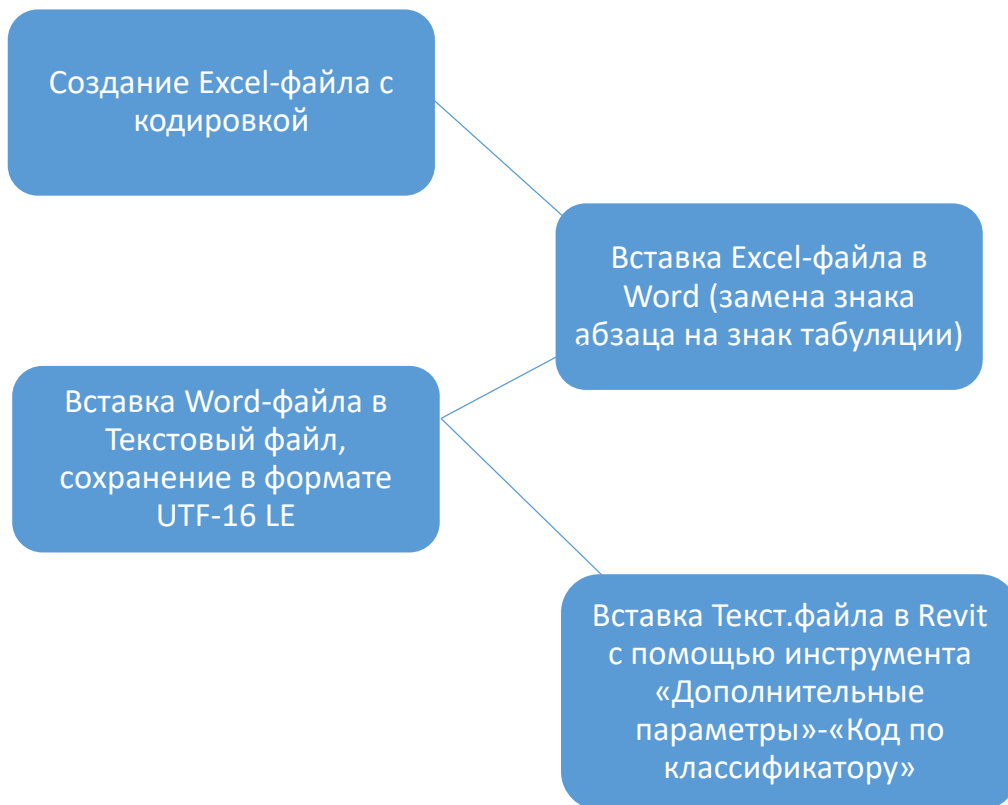 Создание Excel-файла с
кодировкой
Вставка Excel-файла в
Word (замена знака
абзаца на знак табуляции)
Вставка Word-файла в
Текстовый файл,
сохранение в формате
UTF-16 LE
Вставка Текст.файла в Revit
с помощью инструмента
«Дополнительные
параметры»-«Код по
классификатору»